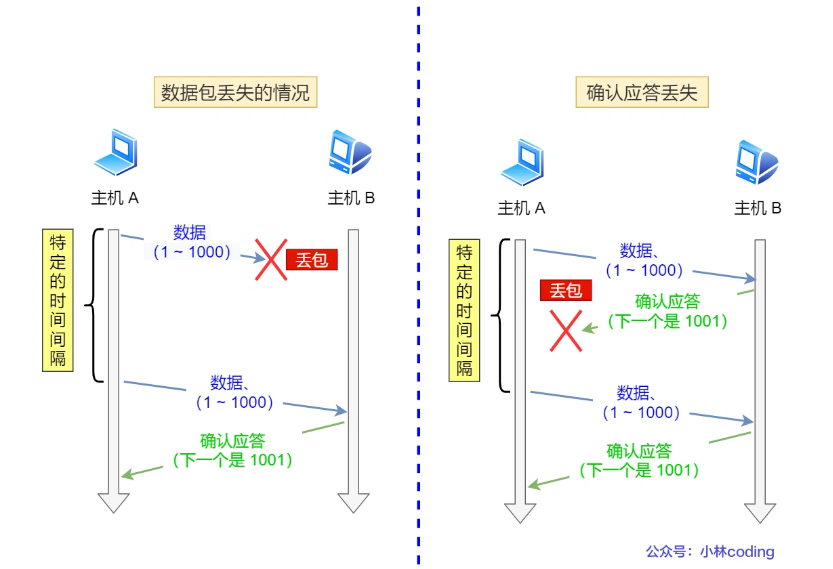 数据包丢失的情况
主机 A
主机 B
特定的时间间隔
数据
（1 ~ 1000）
丢包
数据、
（1 ~ 1000）
确认应答
（下一个是 1001）
确认应答丢失
主机 A
主机 B
特定的时间间隔
数据、
（1 ~ 1000）
丢包
确认应答
（下一个是 1001）
数据、
（1 ~ 1000）
确认应答
（下一个是 1001）
公众号：小林coding